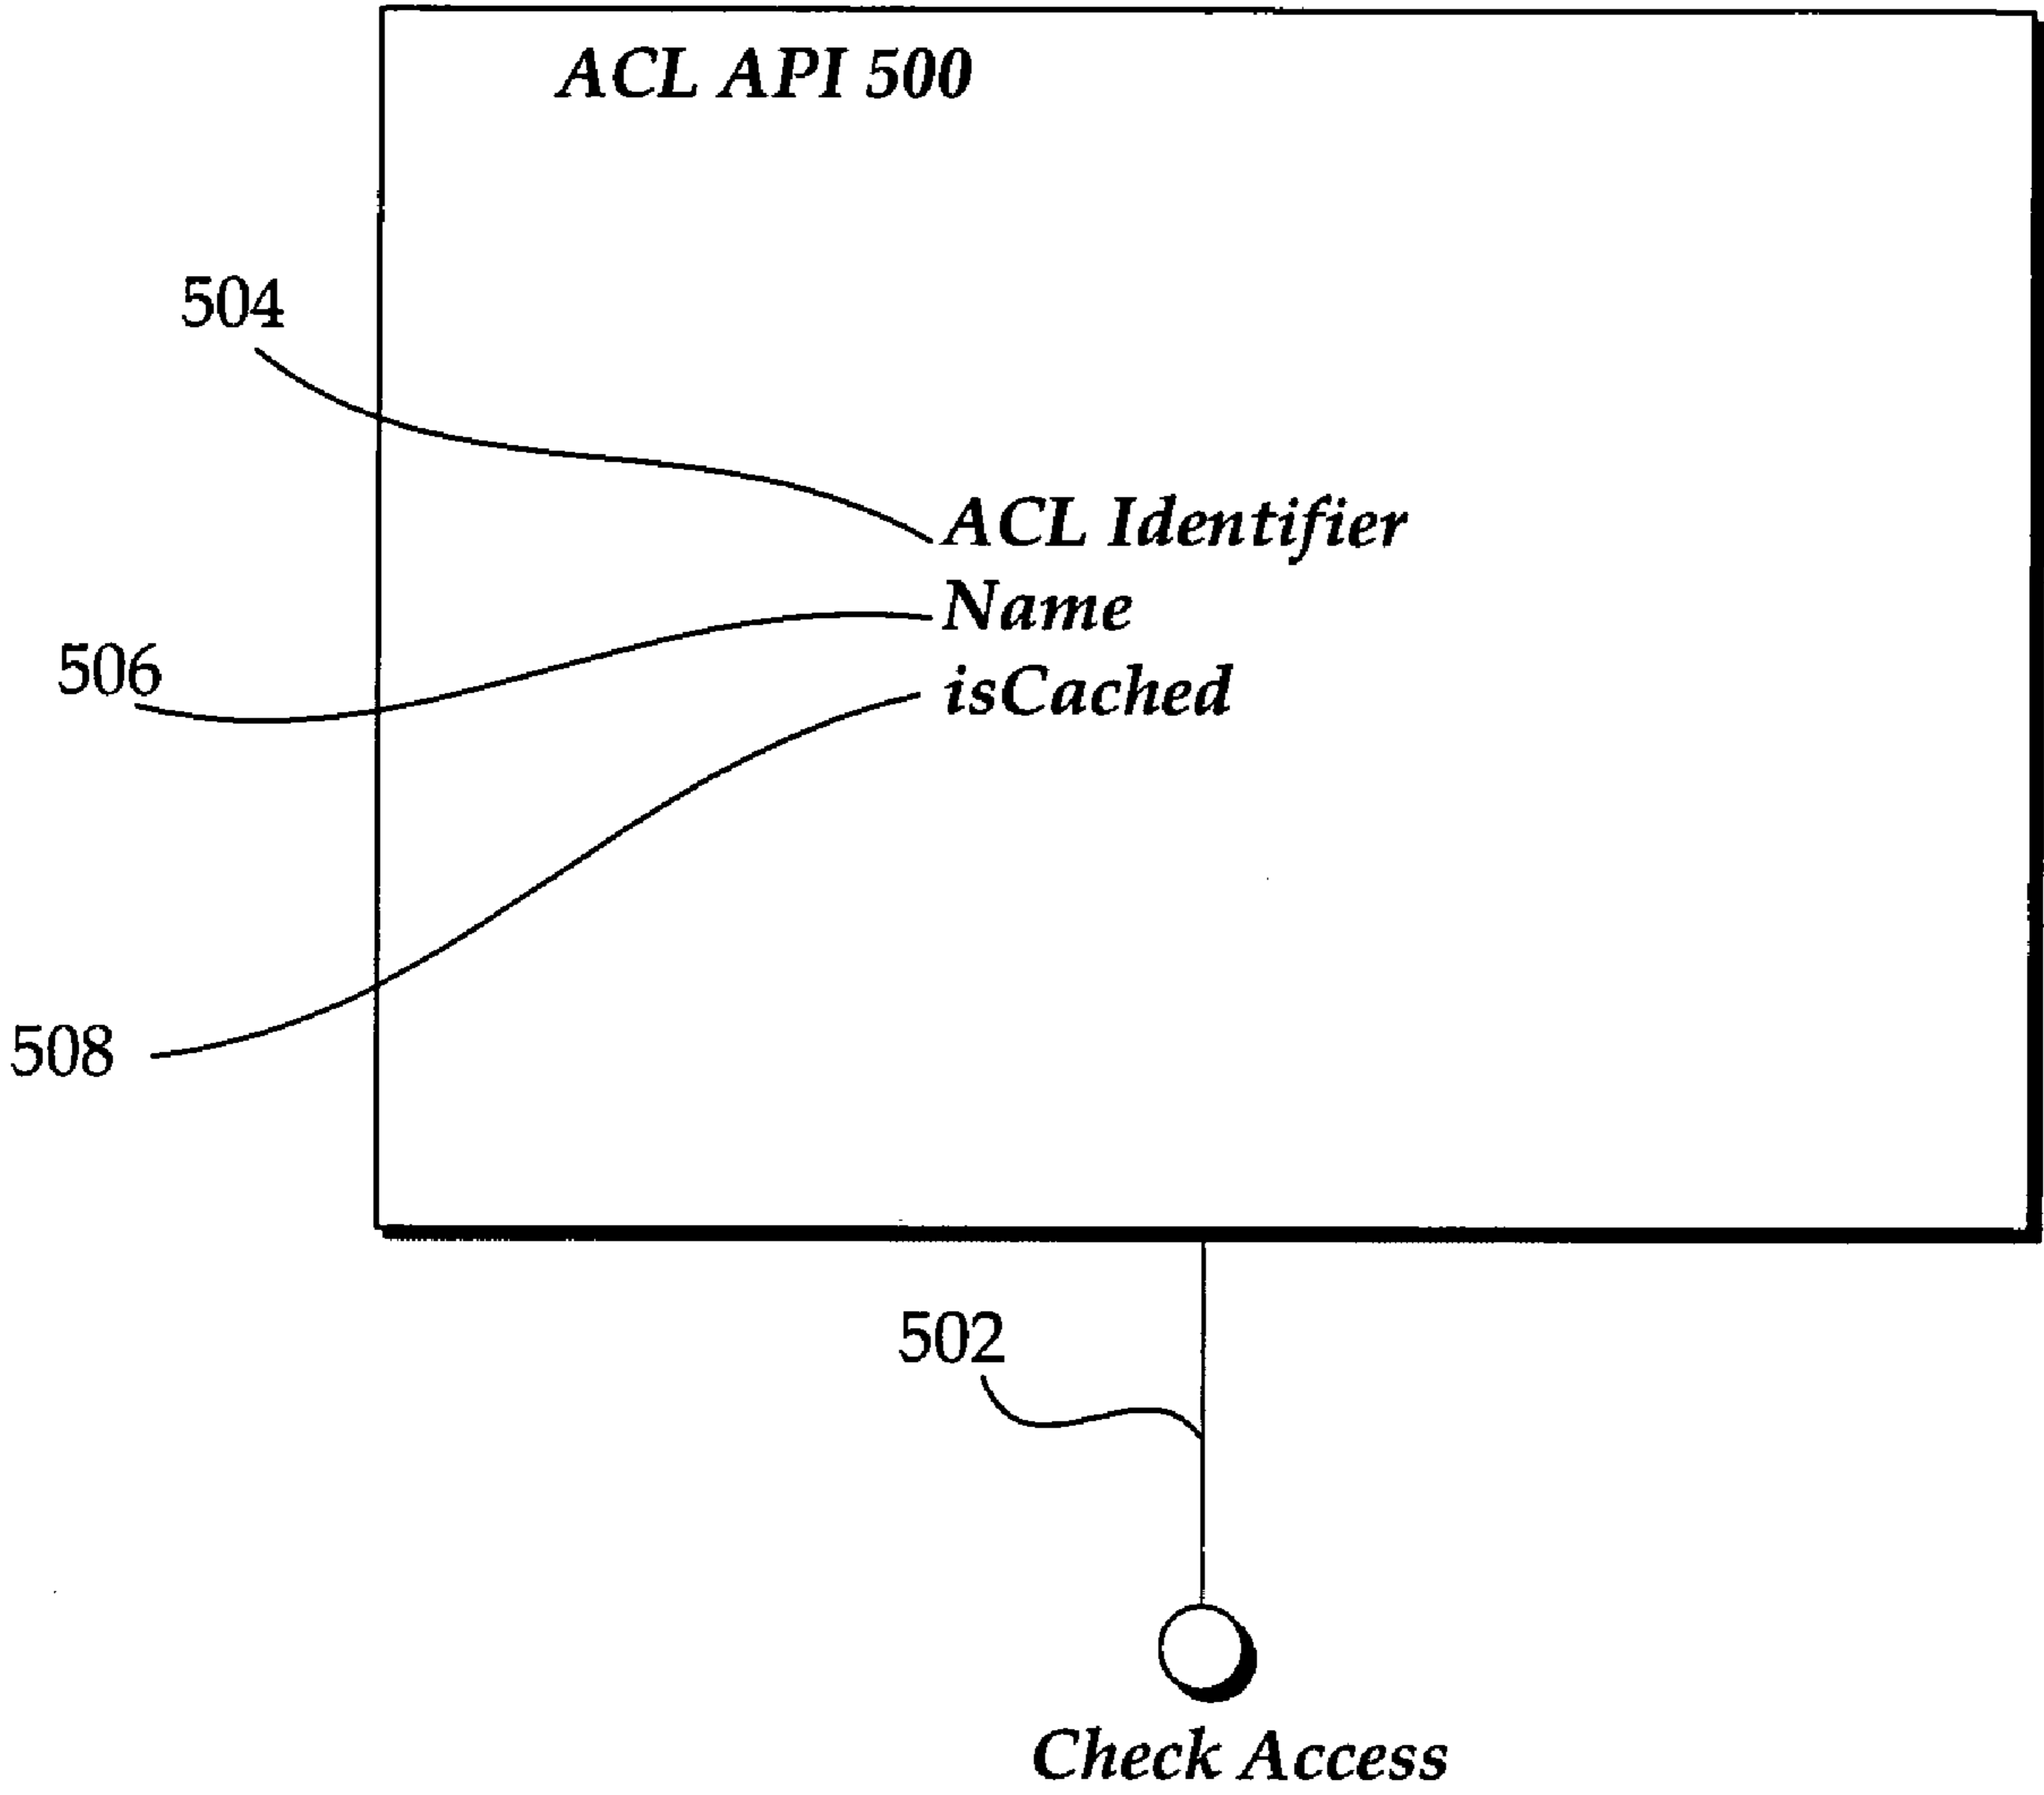 ACL API 500
504
ACL Identifier
Name
506
isCached
508
502
Check Access